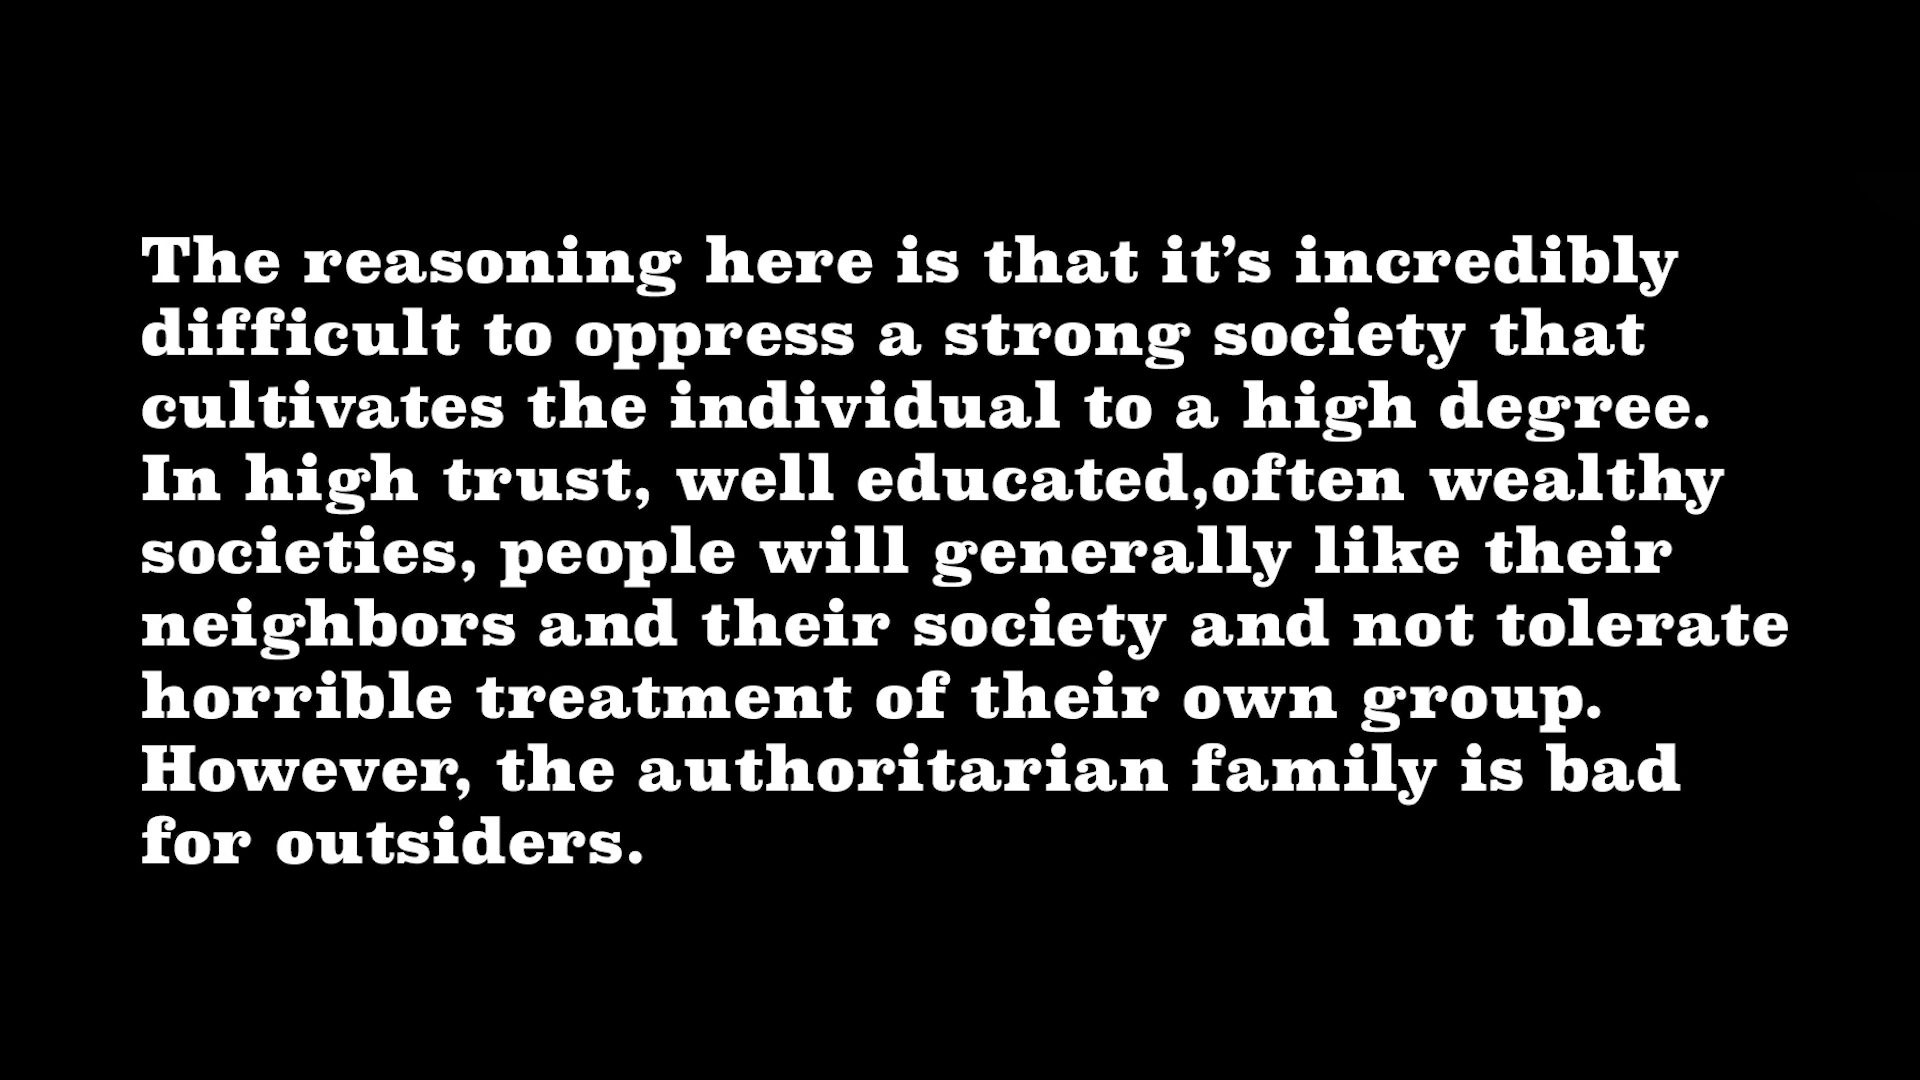 The reasoning here is that it’s incredibly
difficult to oppress a strong society that
cultivates the individual to a high degree.
In high trust, well educated,often wealthy
societies, people will generally like their
neighbors and their society and not tolerate
horrible treatment of their own group.
However, the authoritarian family is bad
for outsiders.